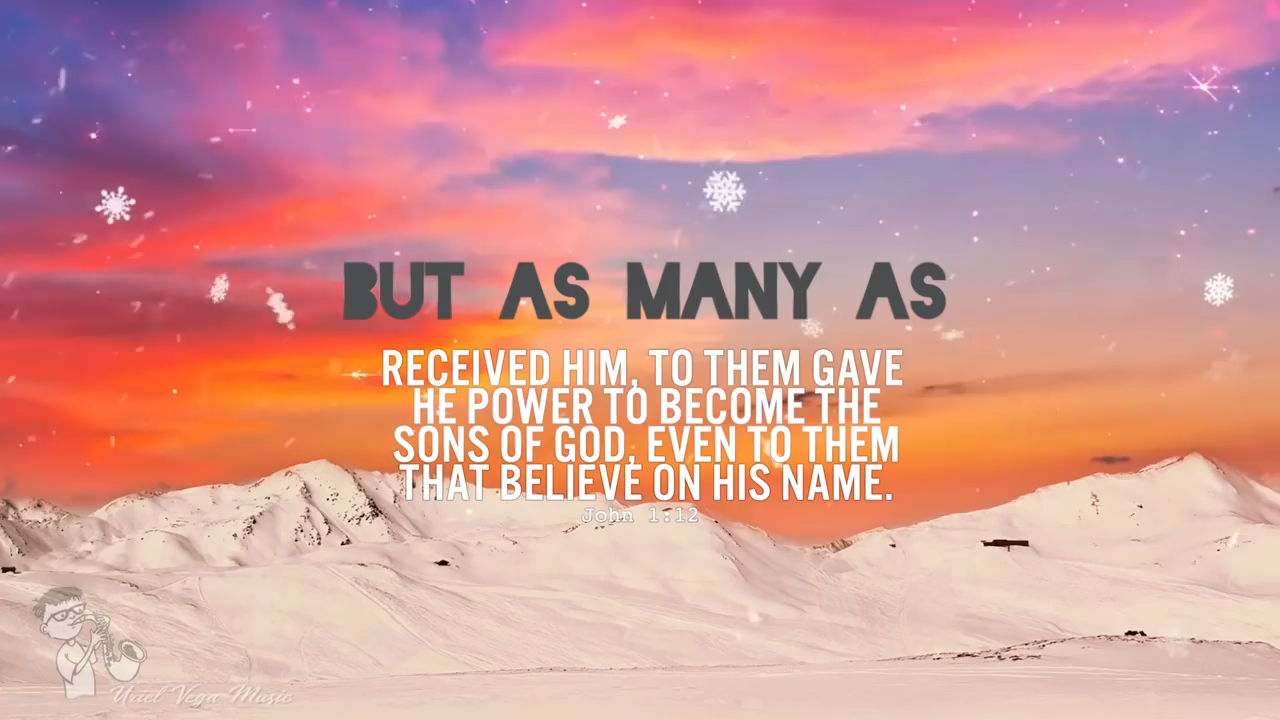 BUT AS MANY AS
RECEIVED HIM, TO THEM GAVE
HE POWER TO BECOME THE
SONS OF GOD, EVEN TO THEM
THAT BELIEVE ON HIS NAME.
John 1:12
Uriel Vega Music